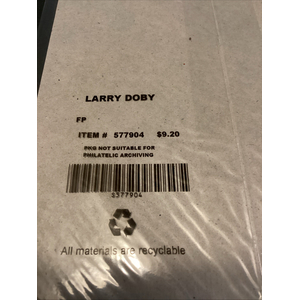 LARRY DOBY
FP
ITEM # 577904 $9.20
PKG NOT SUITABLE FOR
PHILATELIC ARCHIVING
577904
All materials are recyclable